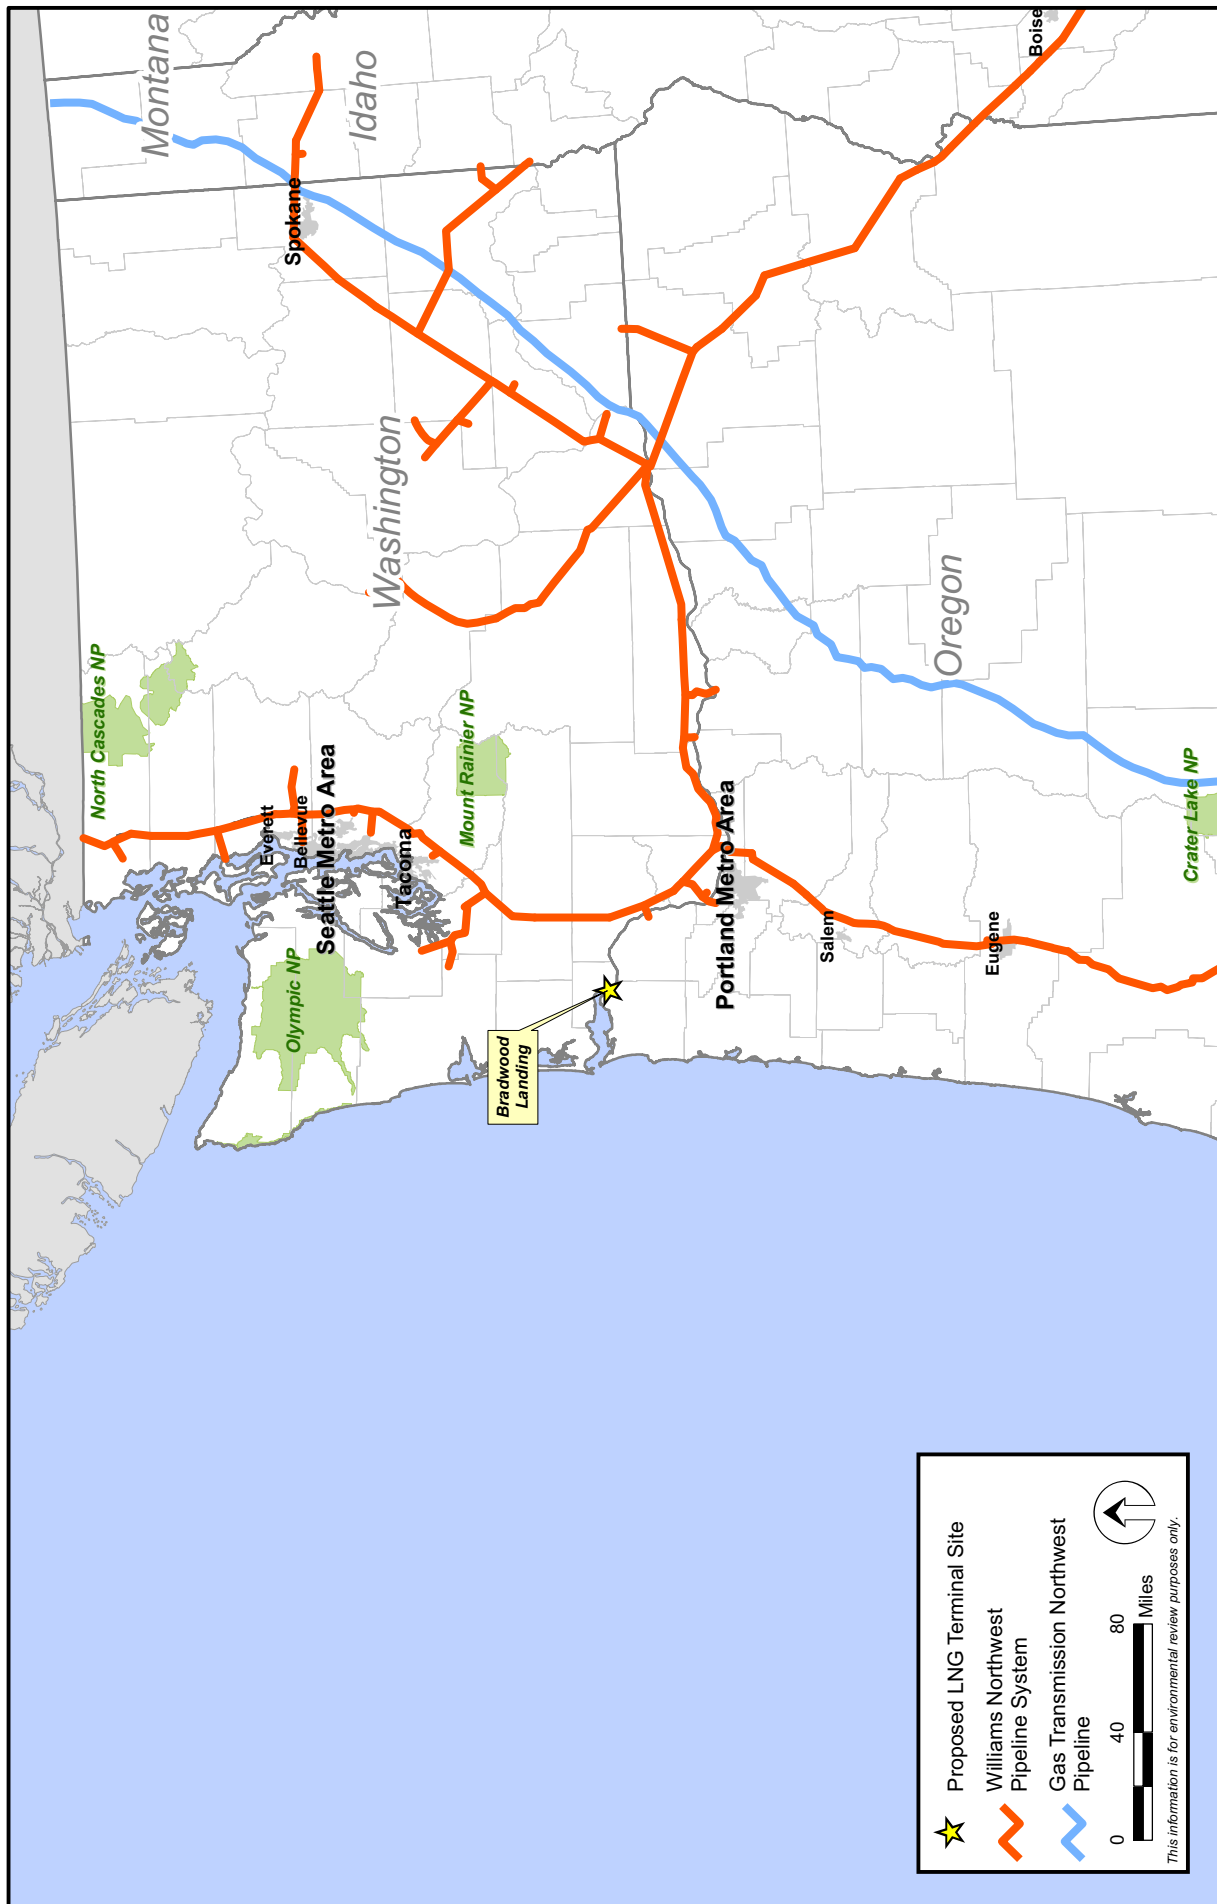 Montana
Idaho
Spokane
Boise
Washington
Oregon
North Cascades NP
Everett
Bellevue
Seattle Metro Area
Tacoma
Mount Rainier NP
Olympic NP
Bradwood
Landing
Portland Metro Area
Salem
Eugene
Crater Lake NP
Proposed LNG Terminal Site
Williams Northwest
Pipeline System
Gas Transmission Northwest
Pipeline
0 40 80
Miles
This information is for environmental review purposes only.